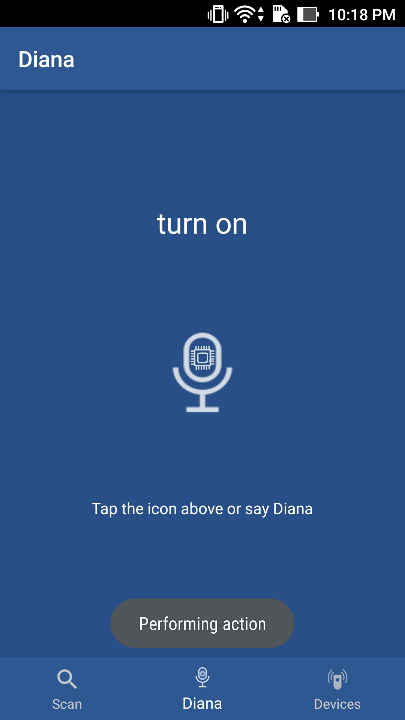 10:18 PM
Diana
turn on
Tap the icon above or say Diana
Performing action
Scan
Diana
Devices